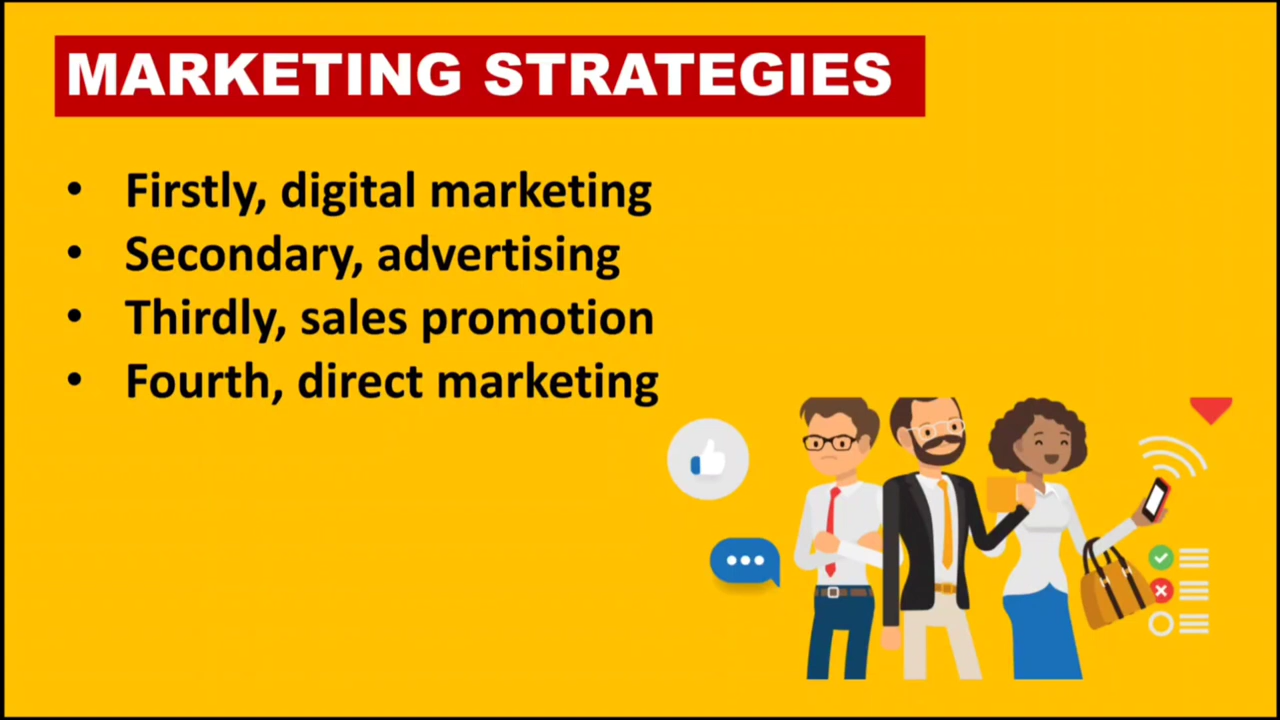 MARKETING STRATEGIES
• Firstly, digital marketing
• Secondary, advertising
• Thirdly, sales promotion
• Fourth, direct marketing